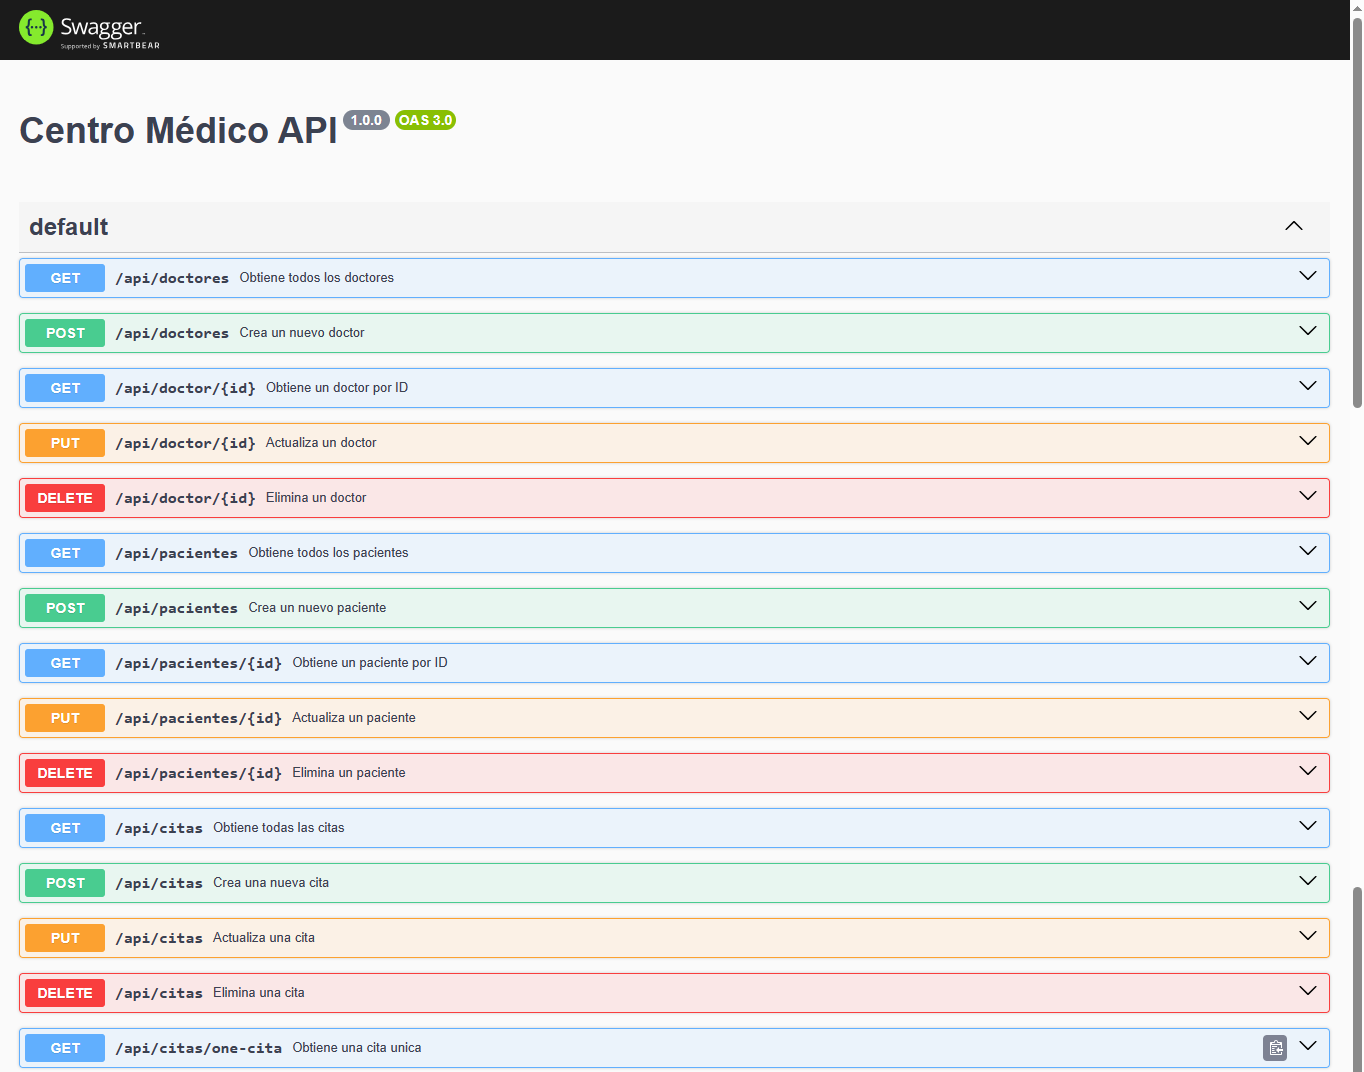 Swagger
Supported by SMARTBEAR
Centro Médico API 1.0.0 OAS 3.0
default
GET /api/doctores Obtiene todos los doctores
POST /api/doctores Crea un nuevo doctor
GET /api/doctor/{id} Obtiene un doctor por ID
PUT /api/doctor/{id} Actualiza un doctor
DELETE /api/doctor/{id} Elimina un doctor
GET /api/pacientes Obtiene todos los pacientes
POST /api/pacientes Crea un nuevo paciente
GET /api/pacientes/{id} Obtiene un paciente por ID
PUT /api/pacientes/{id} Actualiza un paciente
DELETE /api/pacientes/{id} Elimina un paciente
GET /api/citas Obtiene todas las citas
POST /api/citas Crea una nueva cita
PUT /api/citas Actualiza una cita
DELETE /api/citas Elimina una cita
GET /api/citas/one-cita Obtiene una cita unica